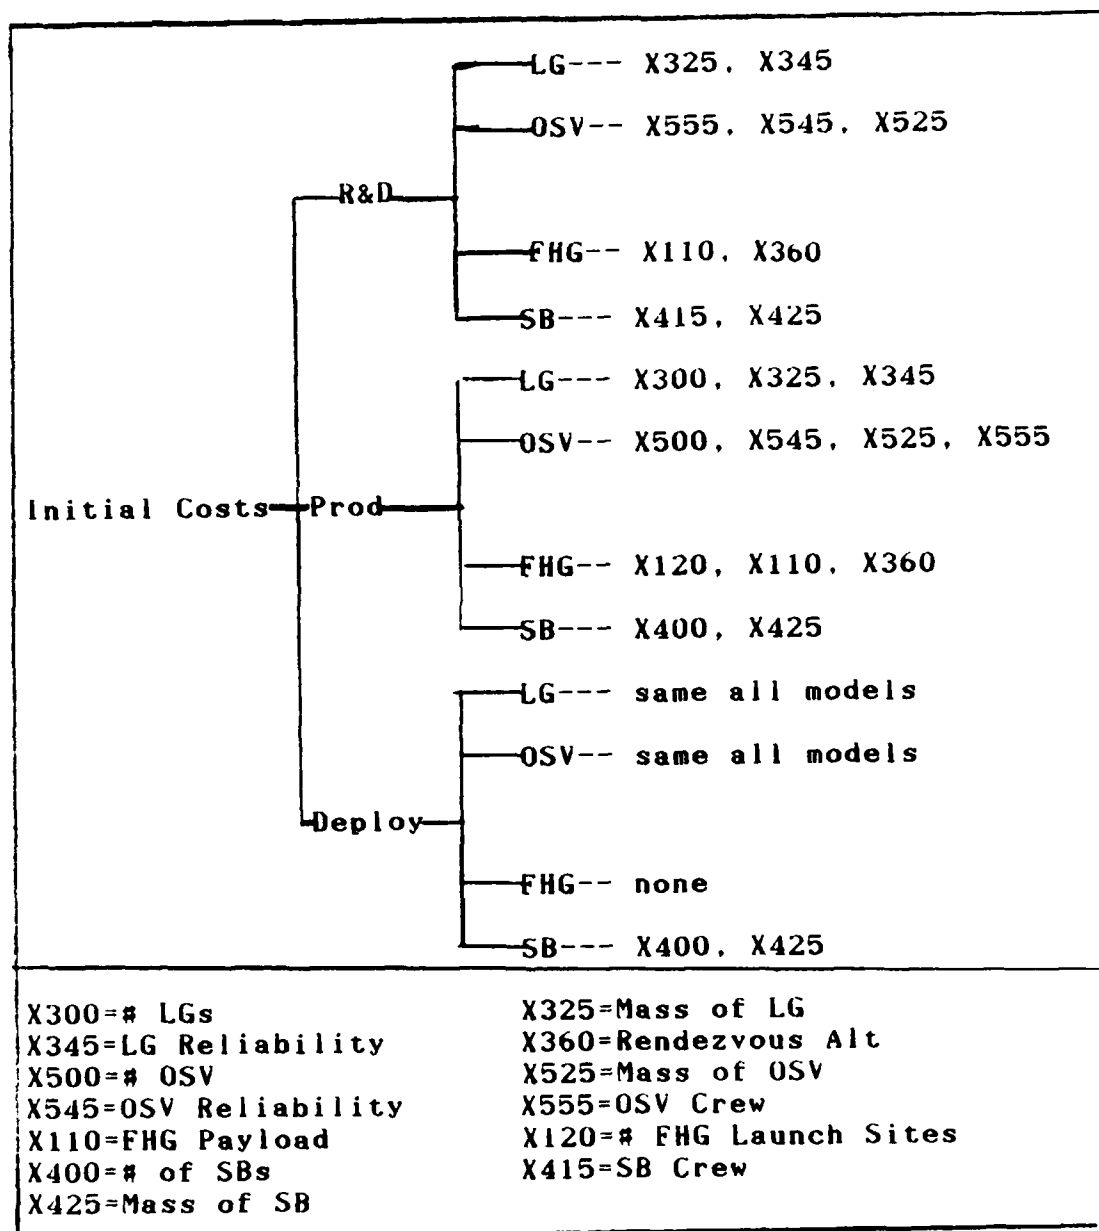 LG--- X325, X345
OSV-- X555, X545, X525
R&D
FHG-- X110, X360
SB--- X415, X425
LG--- X300, X325, X345
OSV-- X500, X545, X525, X555
Initial Costs Prod
FHG-- X120, X110, X360
SB--- X400, X425
LG--- same all models
OSV-- same all models
Deploy
FHG-- none
SB--- X400, X425
X300=# LGs X325=Mass of LG
X345=LG Reliability X360=Rendezvous Alt
X500=# OSV X525=Mass of OSV
X545=OSV Reliability X555=OSV Crew
X110=FHG Payload X120=# FHG Launch Sites
X400=# of SBs X415=SB Crew
X425=Mass of SB